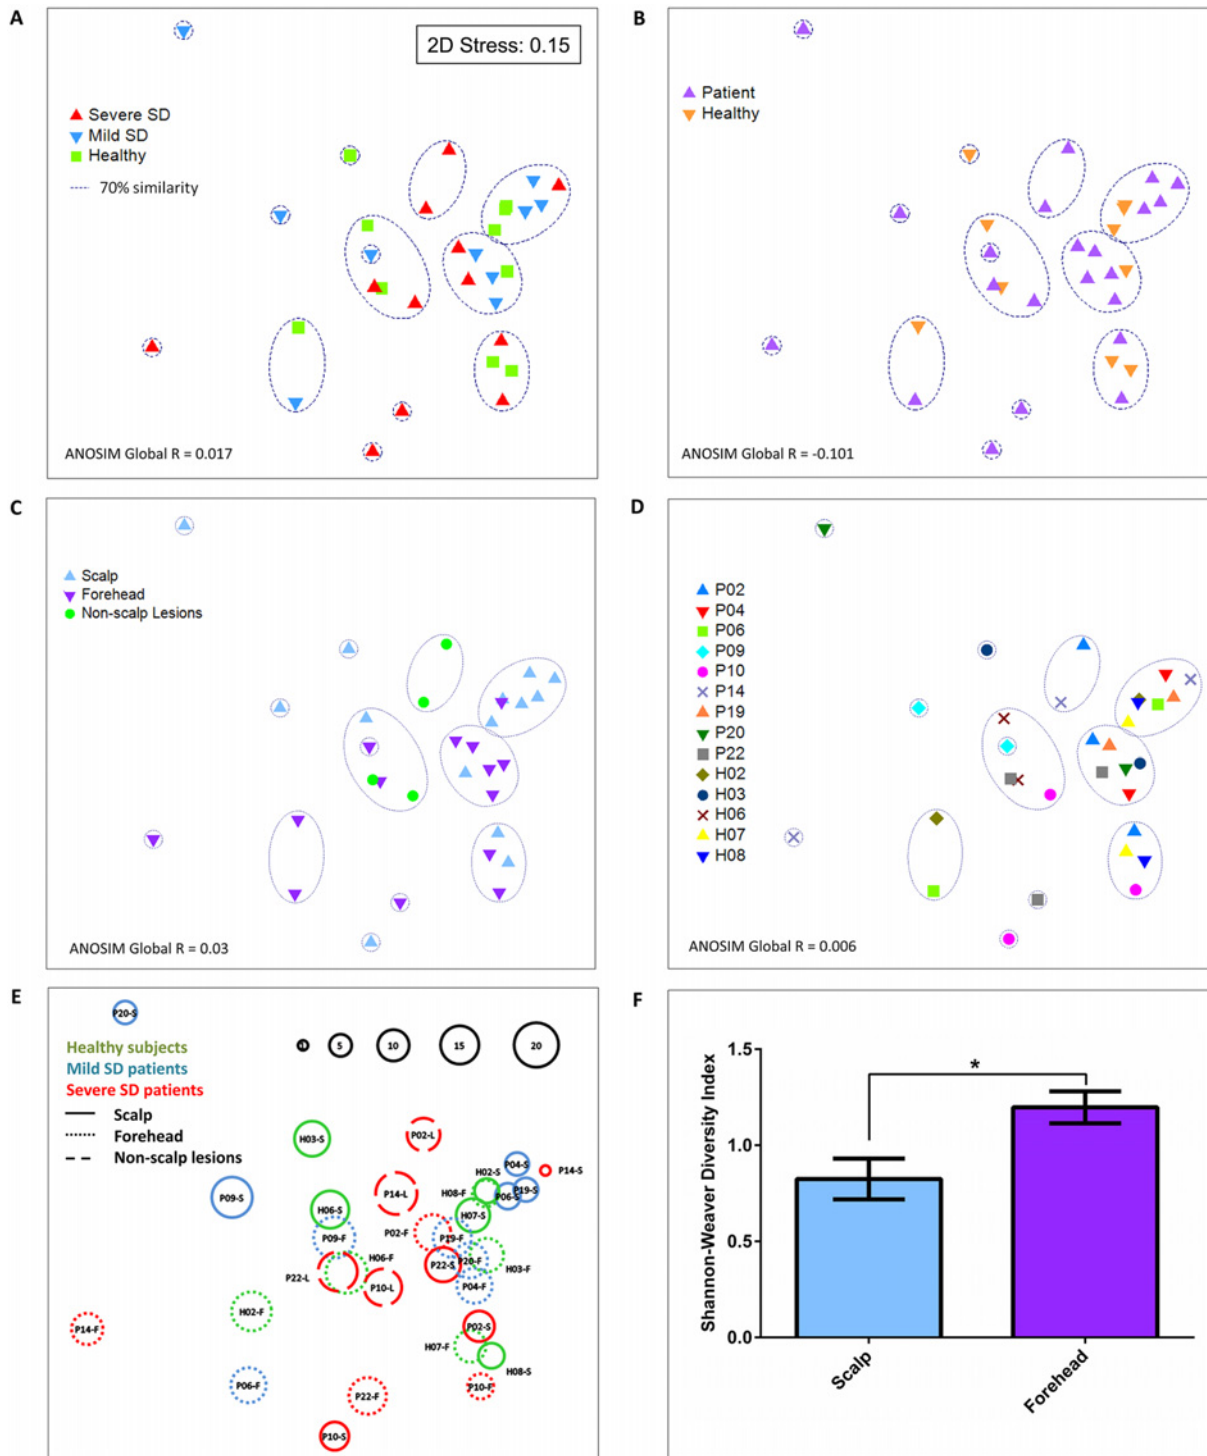 A
2D Stress: 0.15
Severe SD
Mild SD
Healthy
70% similarity
ANOSIM Global R = 0.017
B
Patient
Healthy
ANOSIM Global R = -0.101
C
Scalp
Forehead
Non-scalp Lesions
ANOSIM Global R = 0.03
D
P02
P04
P06
P09
P10
P14
P19
P20
P22
H02
H03
H06
H07
H08
ANOSIM Global R = 0.006
E
P20-S
Healthy subjects
Mild SD patients
Severe SD patients
Scalp
Forehead
Non-scalp lesions
5
10
15
20
H03-S
P02-L
P04-S
P14-S
H02-S
P19-S
P09-S
P14-L
H08-F
P06-S
H06-S
H07-S
P02-F
P19-F
P09-F
H06-F
P20-F
P22-S
H03-F
P22-L
P10-L
P04-F
H02-F
P14-F
P02-S
H07-F
H08-S
P06-F
P22-F
P10-F
P10-S
F
Shannon-Weaver Diversity Index
1.5
1.0
0.5
0.0
*
Scalp
Forehead